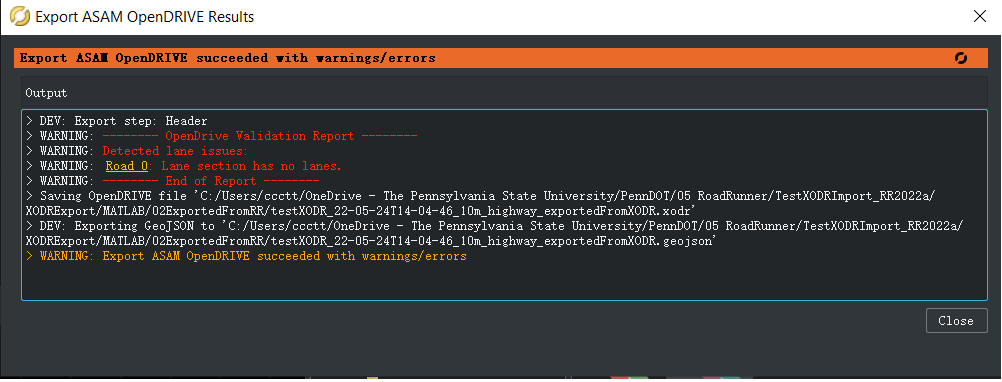 Export ASAM OpenDRIVE Results
Export ASAM OpenDRIVE succeeded with warnings/errors
Output
> DEV: Export step: Header
> WARNING: -------- OpenDrive Validation Report --------
> WARNING: Detected lane issues:
> WARNING: Road 0: Lane section has no lanes.
> WARNING: -------- End of Report --------
> Saving OpenDRIVE file 'C:/Users/ccctt/OneDrive - The Pennsylvania State University/PennDOT/05 RoadRunner/TestXODRImport_RR2022a/
XODRExport/MATLAB/02ExportedFromRR/testXODR_22-05-24T14-04-46_10m_highway_exportedFromXODR.xodr'
> DEV: Exporting GeoJSON to 'C:/Users/ccctt/OneDrive - The Pennsylvania State University/PennDOT/05 RoadRunner/TestXODRImport_RR2022a/
XODRExport/MATLAB/02ExportedFromRR/testXODR_22-05-24T14-04-46_10m_highway_exportedFromXODR.geojson'
> WARNING: Export ASAM OpenDRIVE succeeded with warnings/errors
Close